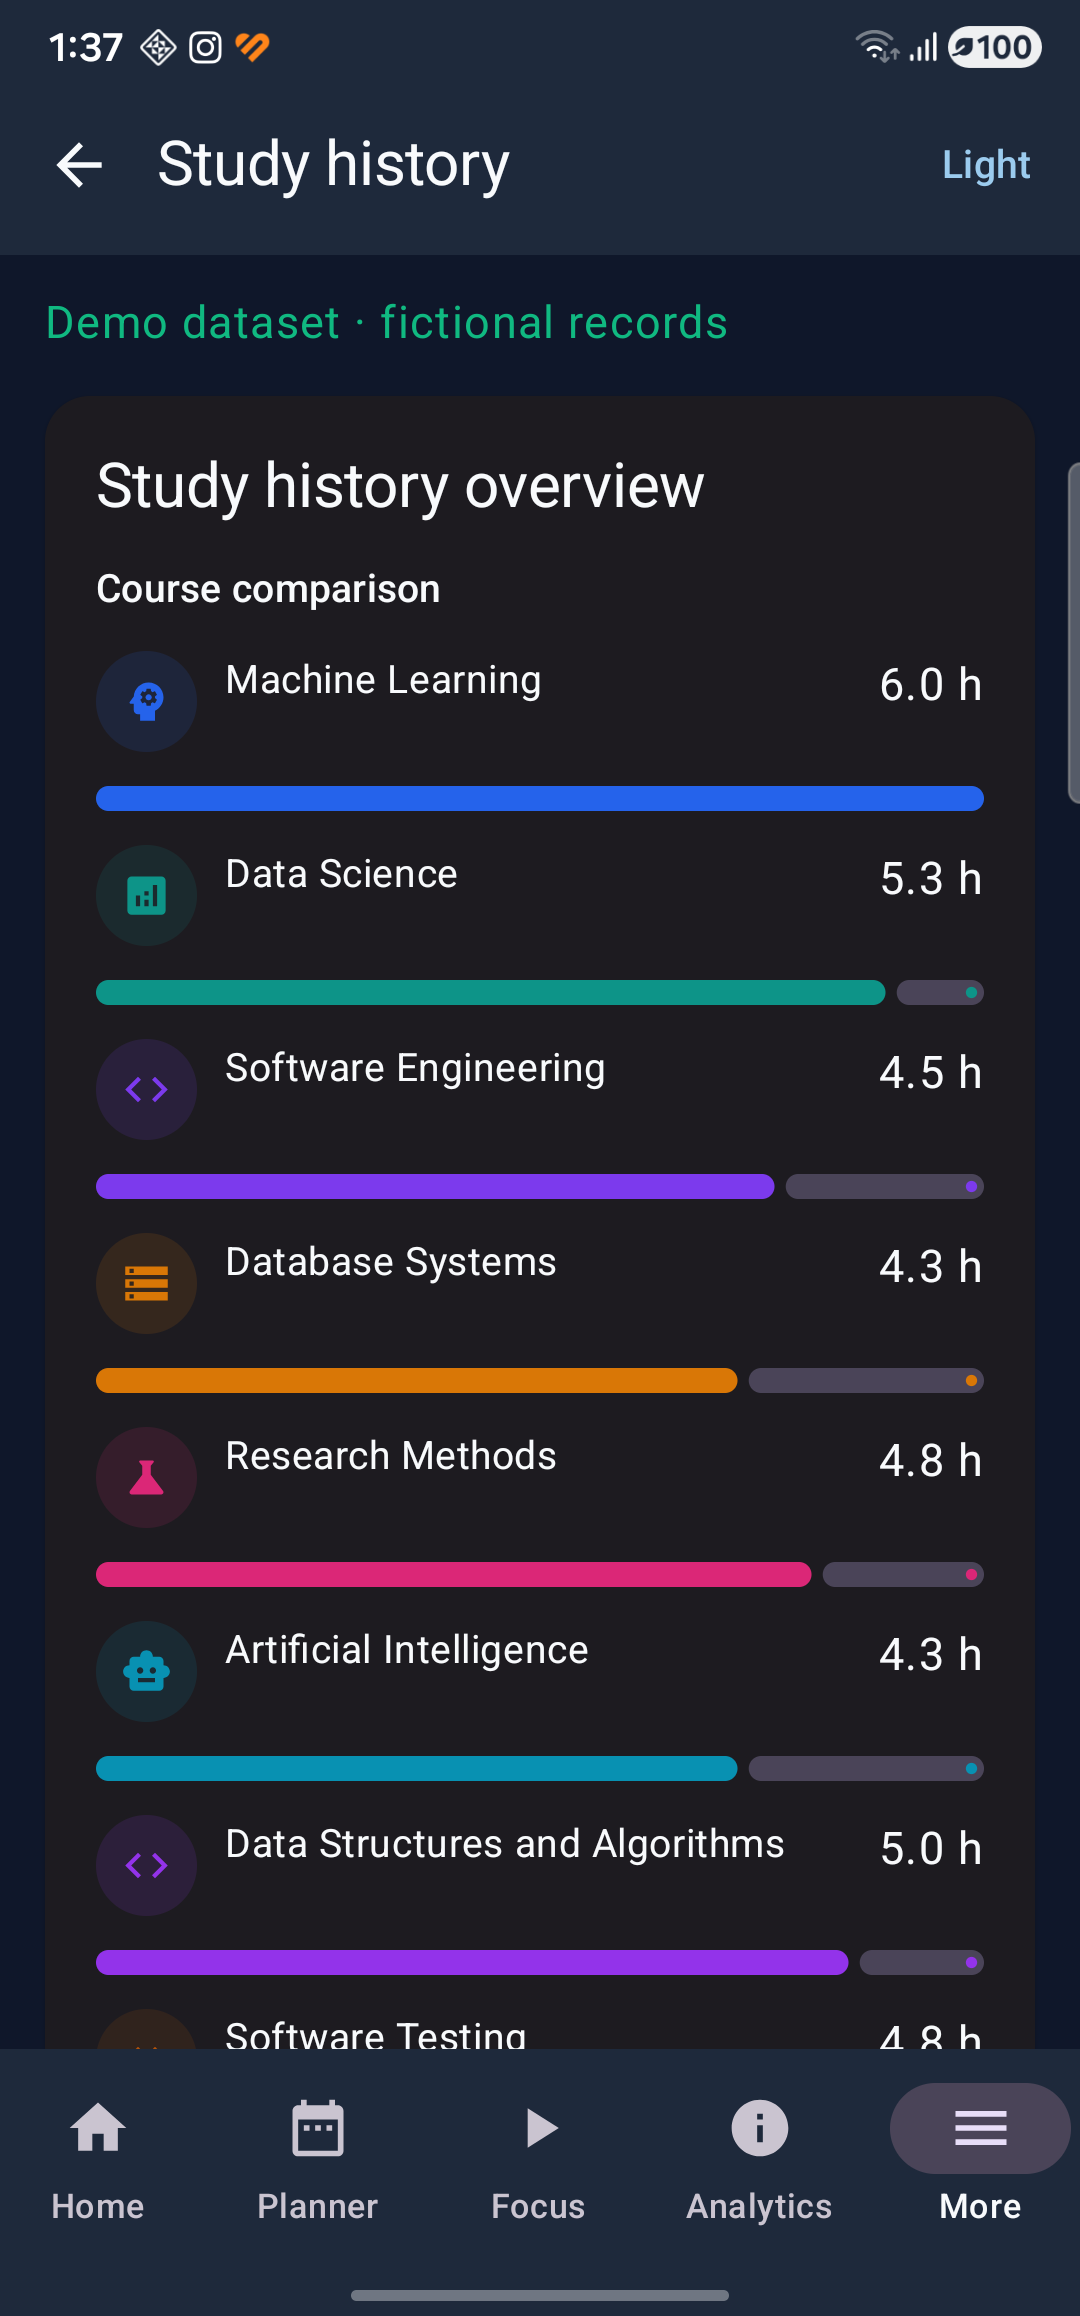 1:37
100
Study history
Light
Demo dataset · fictional records
Study history overview
Course comparison
Machine Learning
6.0 h
Data Science
5.3 h
Software Engineering
4.5 h
Database Systems
4.3 h
Research Methods
4.8 h
Artificial Intelligence
4.3 h
Data Structures and Algorithms
5.0 h
Software Testing
4.8 h
Home
Planner
Focus
Analytics
More